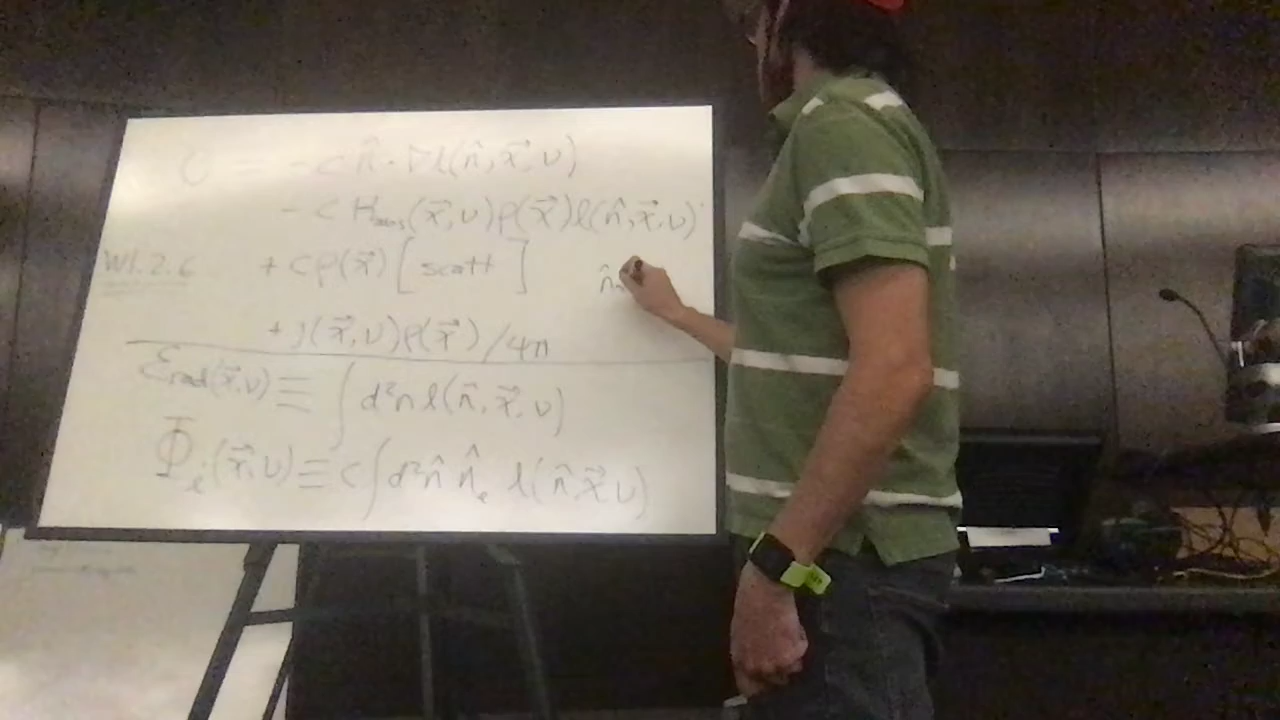 0 = - c n̂ · ∇ ℓ(n̂, x⃗, ν)
- c H_abs(x⃗, ν) ρ(x⃗) ℓ(n̂, x⃗, ν)
W1.2.6 + c ρ(x⃗) [ scatt ]
n̂
+ j(x⃗, ν) ρ(x⃗) / 4π
ℰ_rad(x⃗, ν) ≡ ∫ d²n ℓ(n̂, x⃗, ν)
Φ_i(x⃗, ν) ≡ c ∫ d²n̂ n̂_i ℓ(n̂ x⃗ ν)